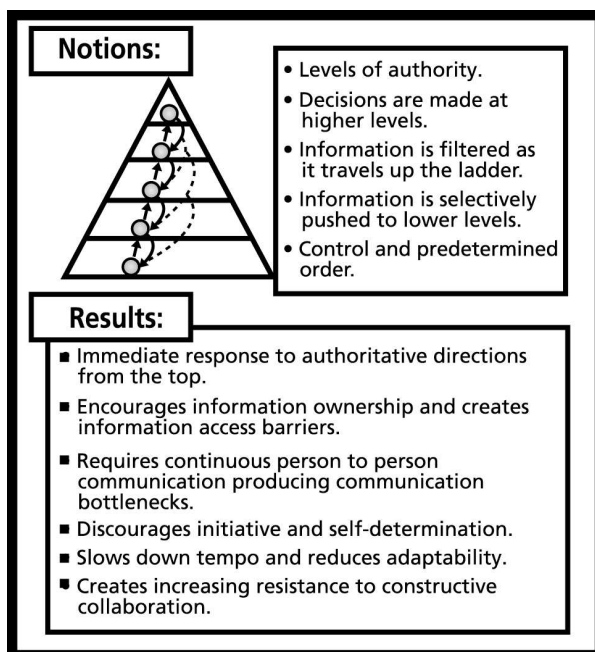 Notions:
• Levels of authority.
• Decisions are made at
higher levels.
• Information is filtered as
it travels up the ladder.
• Information is selectively
pushed to lower levels.
• Control and predetermined
order.
Results:
■ Immediate response to authoritative directions
from the top.
■ Encourages information ownership and creates
information access barriers.
■ Requires continuous person to person
communication producing communication
bottlenecks.
■ Discourages initiative and self-determination.
■ Slows down tempo and reduces adaptability.
■ Creates increasing resistance to constructive
collaboration.